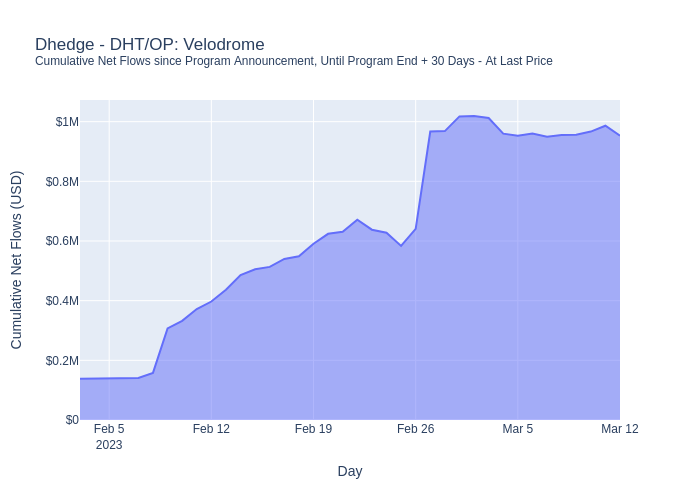 Dhedge - DHT/OP: Velodrome
Cumulative Net Flows since Program Announcement, Until Program End + 30 Days - At Last Price
Cumulative Net Flows (USD)
$1M
$0.8M
$0.6M
$0.4M
$0.2M
$0
Feb 5
2023
Feb 12
Feb 19
Feb 26
Mar 5
Mar 12
Day